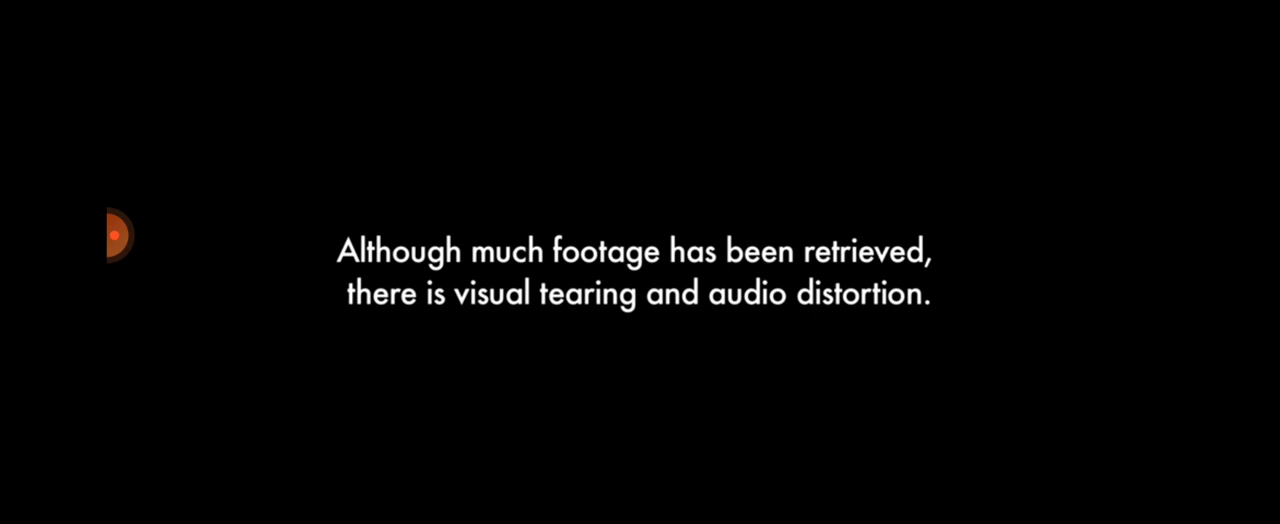 Although much footage has been retrieved,
there is visual tearing and audio distortion.